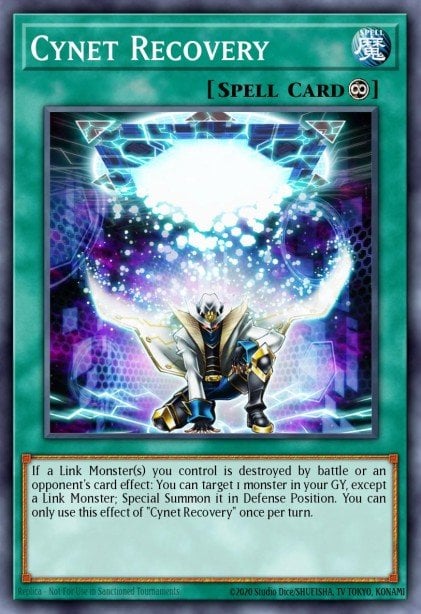 Cynet Recovery
SPELL
魔
[Spell Card]
If a Link Monster(s) you control is destroyed by battle or an
opponent's card effect: You can target 1 monster in your GY, except
a Link Monster; Special Summon it in Defense Position. You can
only use this effect of "Cynet Recovery" once per turn.
Replica - Not For Use in Sanctioned Tournaments
©2020 Studio Dice/SHUEISHA, TV TOKYO, KONAMI